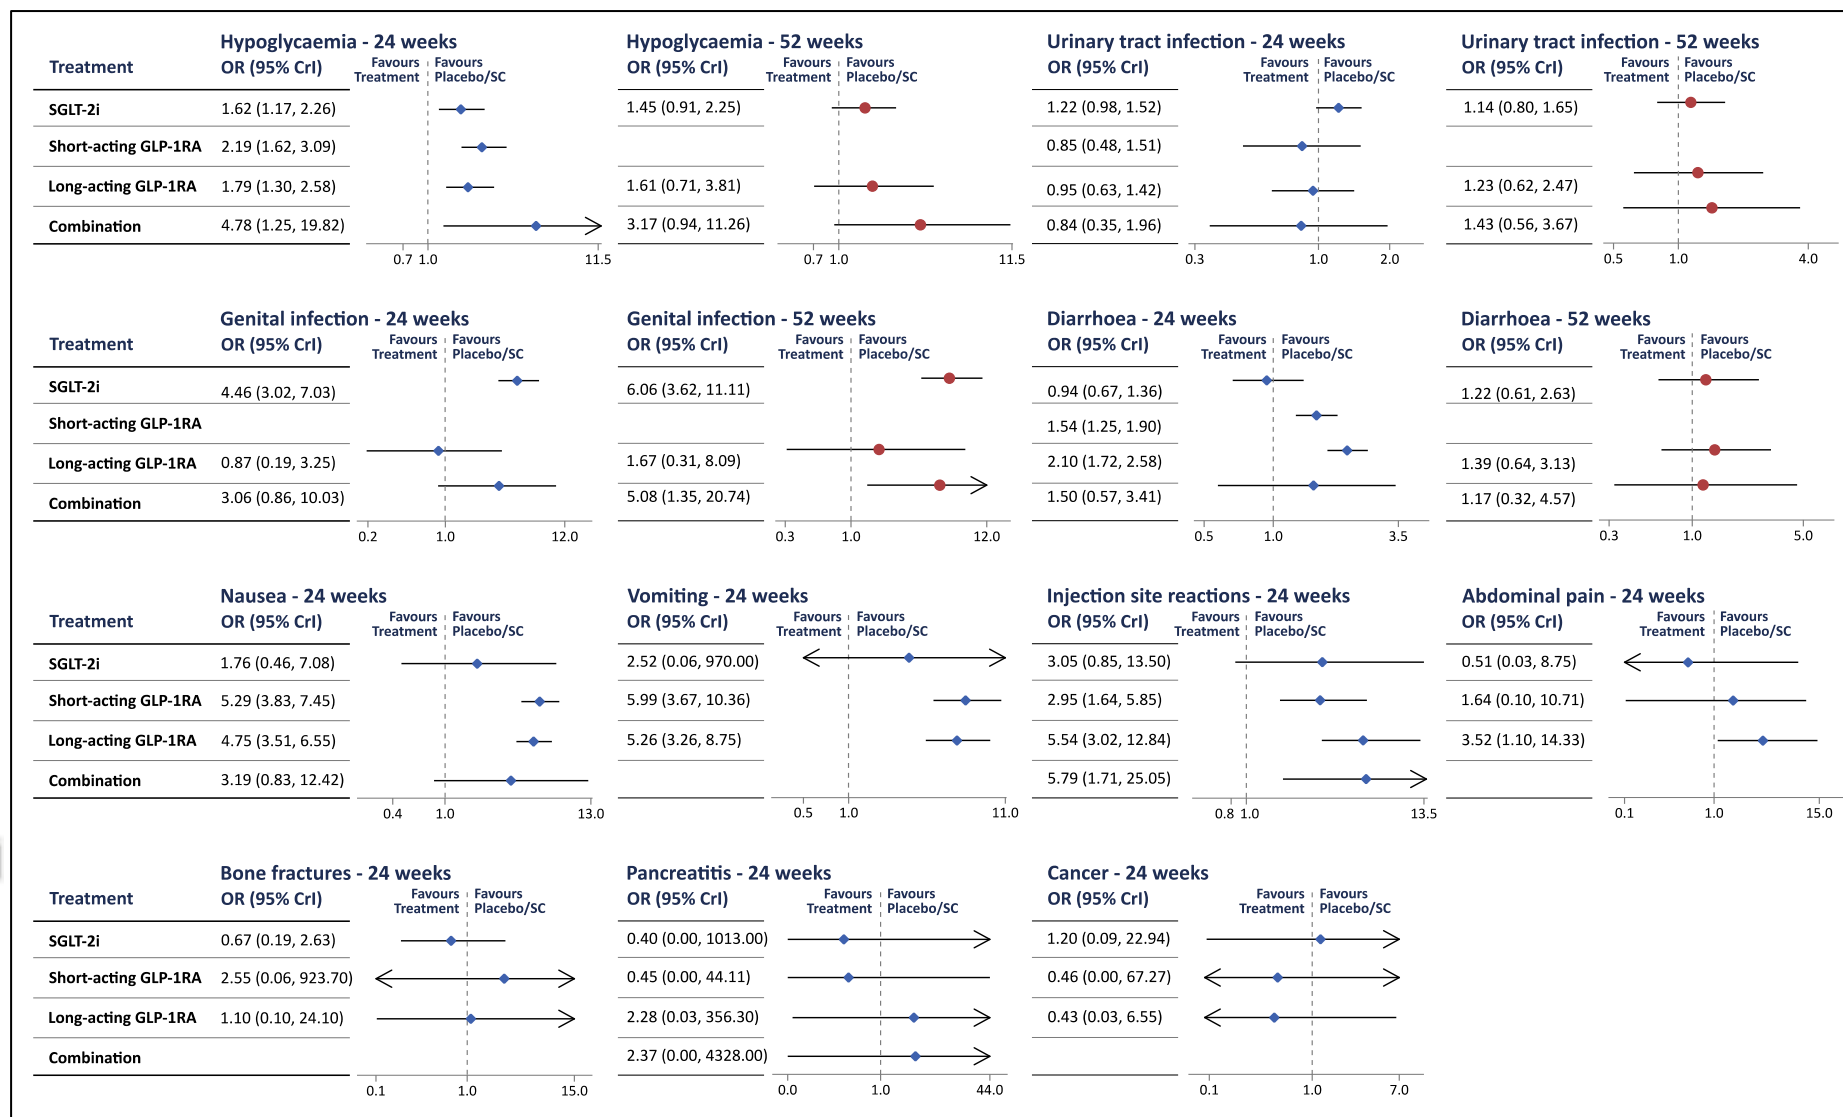 Hypoglycaemia - 24 weeks
Treatment
OR (95% CrI)
Favours Treatment
Favours Placebo/SC
SGLT-2i
1.62 (1.17, 2.26)
Short-acting GLP-1RA
2.19 (1.62, 3.09)
Long-acting GLP-1RA
1.79 (1.30, 2.58)
Combination
4.78 (1.25, 19.82)
0.7 1.0 11.5
Hypoglycaemia - 52 weeks
OR (95% CrI)
Favours Treatment
Favours Placebo/SC
1.45 (0.91, 2.25)
1.61 (0.71, 3.81)
3.17 (0.94, 11.26)
0.7 1.0 11.5
Urinary tract infection - 24 weeks
OR (95% CrI)
Favours Treatment
Favours Placebo/SC
1.22 (0.98, 1.52)
0.85 (0.48, 1.51)
0.95 (0.63, 1.42)
0.84 (0.35, 1.96)
0.3 1.0 2.0
Urinary tract infection - 52 weeks
OR (95% CrI)
Favours Treatment
Favours Placebo/SC
1.14 (0.80, 1.65)
1.23 (0.62, 2.47)
1.43 (0.56, 3.67)
0.5 1.0 4.0
Genital infection - 24 weeks
Treatment
OR (95% CrI)
Favours Treatment
Favours Placebo/SC
SGLT-2i
4.46 (3.02, 7.03)
Short-acting GLP-1RA
Long-acting GLP-1RA
0.87 (0.19, 3.25)
Combination
3.06 (0.86, 10.03)
0.2 1.0 12.0
Genital infection - 52 weeks
OR (95% CrI)
Favours Treatment
Favours Placebo/SC
6.06 (3.62, 11.11)
1.67 (0.31, 8.09)
5.08 (1.35, 20.74)
0.3 1.0 12.0
Diarrhoea - 24 weeks
OR (95% CrI)
Favours Treatment
Favours Placebo/SC
0.94 (0.67, 1.36)
1.54 (1.25, 1.90)
2.10 (1.72, 2.58)
1.50 (0.57, 3.41)
0.5 1.0 3.5
Diarrhoea - 52 weeks
OR (95% CrI)
Favours Treatment
Favours Placebo/SC
1.22 (0.61, 2.63)
1.39 (0.64, 3.13)
1.17 (0.32, 4.57)
0.3 1.0 5.0
Nausea - 24 weeks
Treatment
OR (95% CrI)
Favours Treatment
Favours Placebo/SC
SGLT-2i
1.76 (0.46, 7.08)
Short-acting GLP-1RA
5.29 (3.83, 7.45)
Long-acting GLP-1RA
4.75 (3.51, 6.55)
Combination
3.19 (0.83, 12.42)
0.4 1.0 13.0
Vomiting - 24 weeks
OR (95% CrI)
Favours Treatment
Favours Placebo/SC
2.52 (0.06, 970.00)
5.99 (3.67, 10.36)
5.26 (3.26, 8.75)
0.5 1.0 11.0
Injection site reactions - 24 weeks
OR (95% CrI)
Favours Treatment
Favours Placebo/SC
3.05 (0.85, 13.50)
2.95 (1.64, 5.85)
5.54 (3.02, 12.84)
5.79 (1.71, 25.05)
0.8 1.0 13.5
Abdominal pain - 24 weeks
OR (95% CrI)
Favours Treatment
Favours Placebo/SC
0.51 (0.03, 8.75)
1.64 (0.10, 10.71)
3.52 (1.10, 14.33)
0.1 1.0 15.0
Bone fractures - 24 weeks
Treatment
OR (95% CrI)
Favours Treatment
Favours Placebo/SC
SGLT-2i
0.67 (0.19, 2.63)
Short-acting GLP-1RA
2.55 (0.06, 923.70)
Long-acting GLP-1RA
1.10 (0.10, 24.10)
Combination
0.1 1.0 15.0
Pancreatitis - 24 weeks
OR (95% CrI)
Favours Treatment
Favours Placebo/SC
0.40 (0.00, 1013.00)
0.45 (0.00, 44.11)
2.28 (0.03, 356.30)
2.37 (0.00, 4328.00)
0.0 1.0 44.0
Cancer - 24 weeks
OR (95% CrI)
Favours Treatment
Favours Placebo/SC
1.20 (0.09, 22.94)
0.46 (0.00, 67.27)
0.43 (0.03, 6.55)
0.1 1.0 7.0